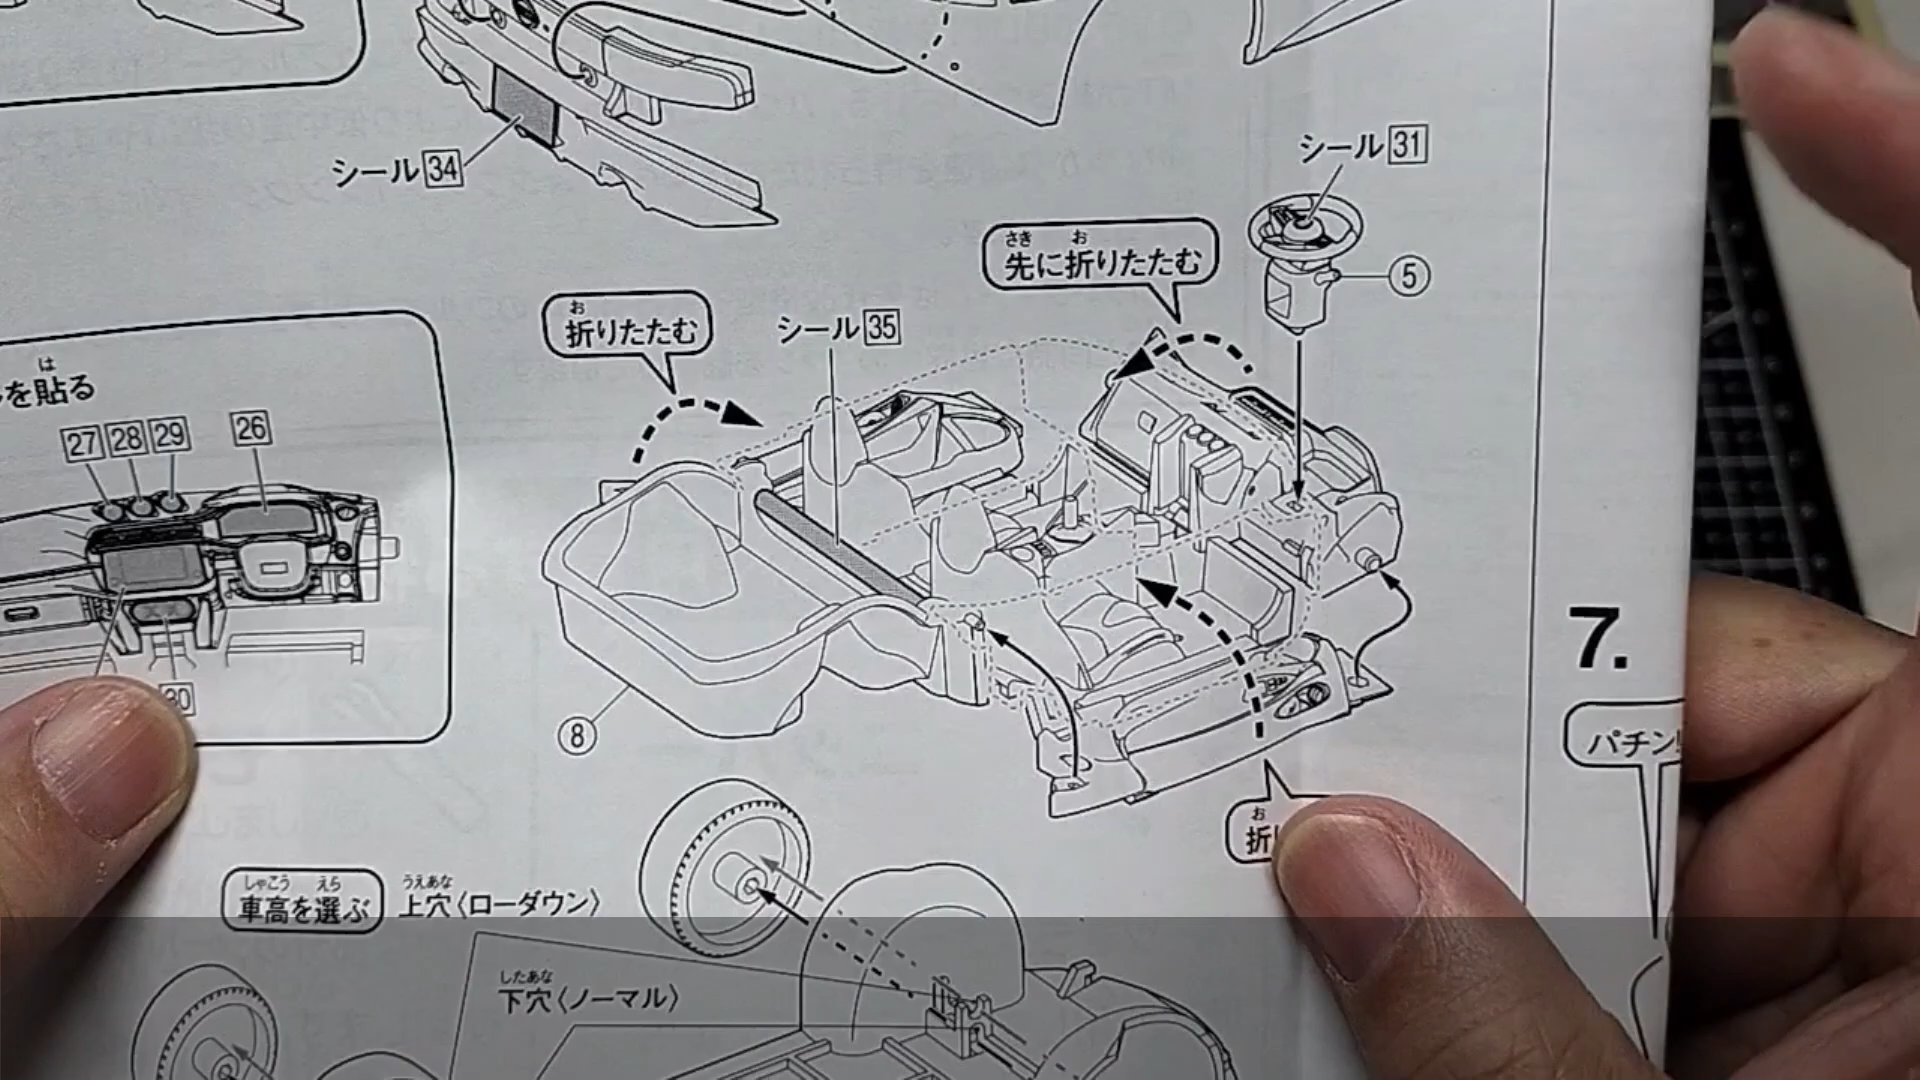 シール34
シール31
さき お
先に折りたたむ
5
お
折りたたむ
シール35
は
を貼る
27 28 29 26
30
8
7.
パチン!
お
折
しゃこう えら
車高を選ぶ
うえあな
上穴〈ローダウン〉
したあな
下穴〈ノーマル〉